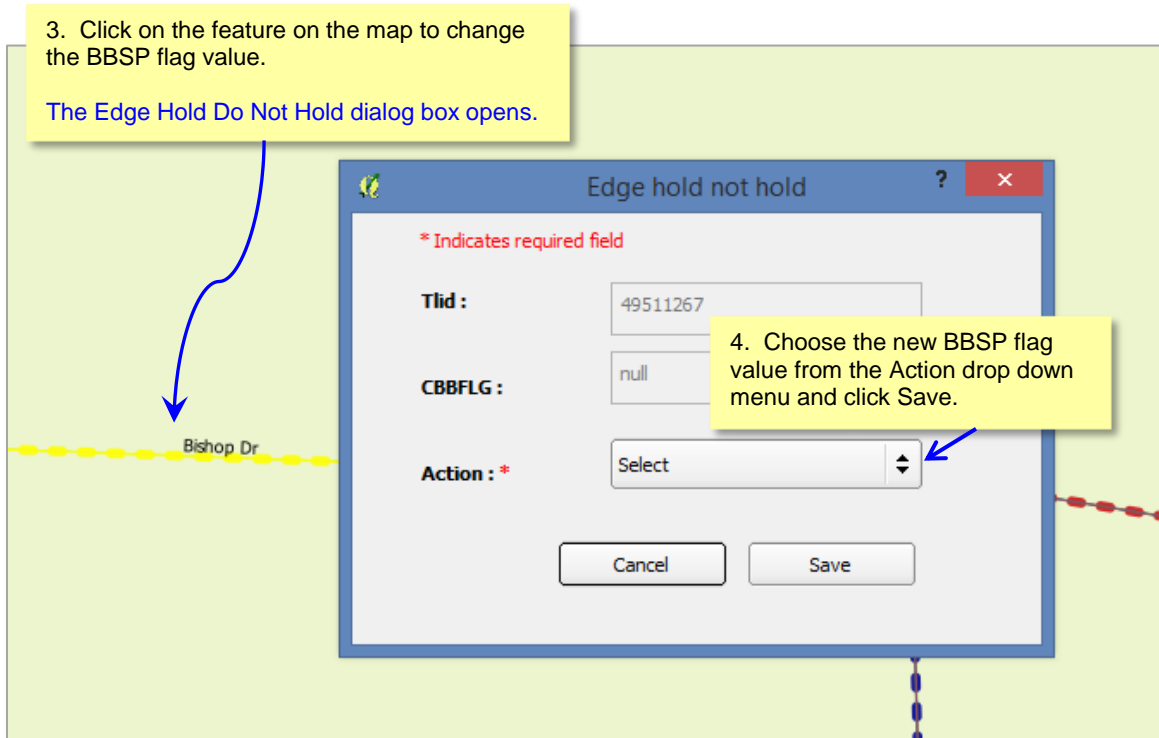 3. Click on the feature on the map to change
the BBSP flag value.
The Edge Hold Do Not Hold dialog box opens.
Edge hold not hold
?
×
* Indicates required field
Tlid :
49511267
4. Choose the new BBSP flag
value from the Action drop down
menu and click Save.
CBBFLG :
null
Bishop Dr
Action : *
Select
Cancel
Save